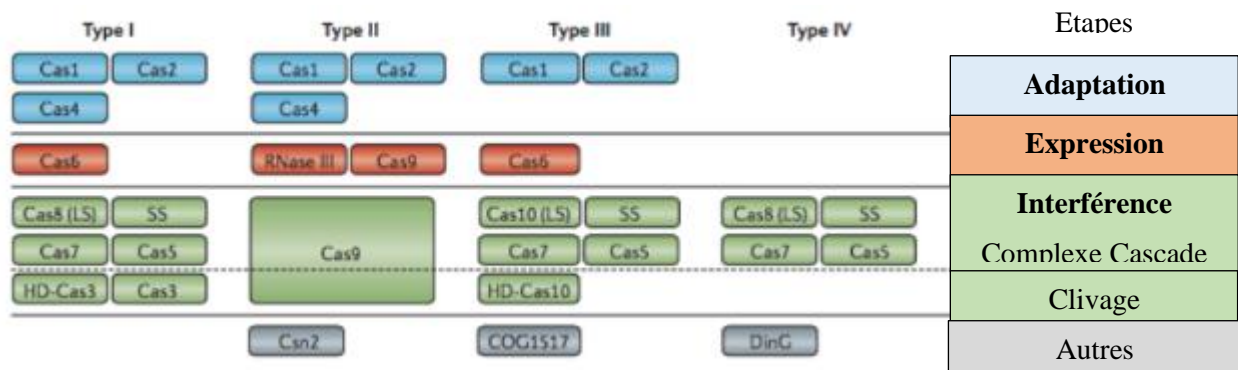 Type I Type II Type III Type IV Etapes
Cas1 Cas2 Cas1 Cas2 Cas1 Cas2
Adaptation
Cas4 Cas4
Cas6 RNase III Cas9 Cas6 Expression
Cas8 (LS) SS Cas10 (LS) SS Cas8 (LS) SS Interférence
Cas7 Cas5 Cas9 Cas7 Cas5 Cas7 Cas5 Complexe Cascade
HD-Cas3 Cas3 HD-Cas10 Clivage
Csn2 COG1517 DinG Autres